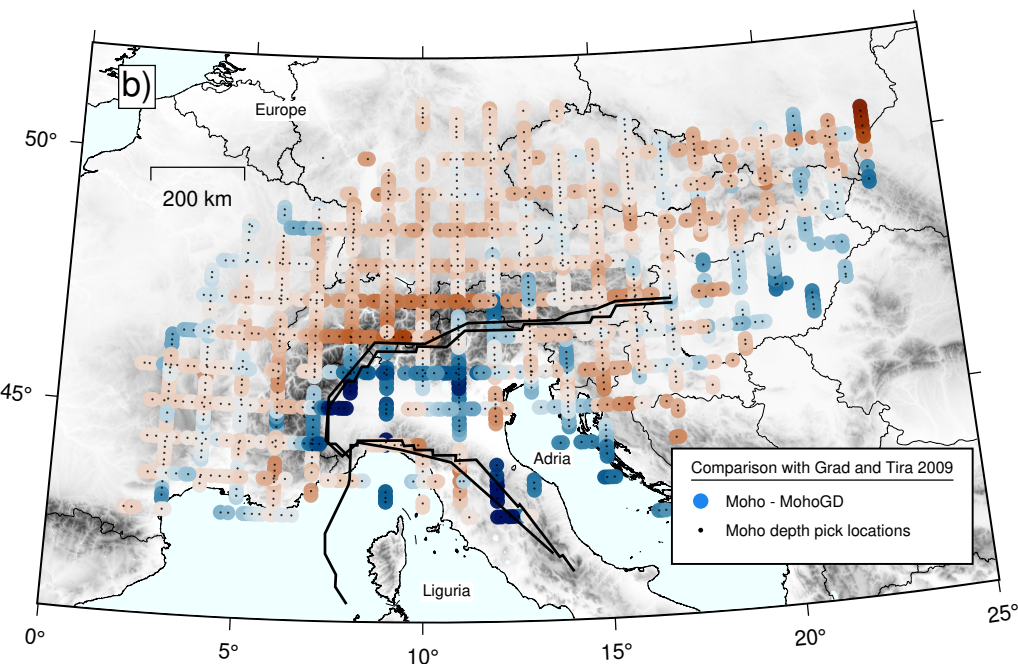 b)
Europe
50°
200 km
45°
Adria
Comparison with Grad and Tira 2009
Moho - MohoGD
Moho depth pick locations
Liguria
0°
5°
10°
15°
20°
25°